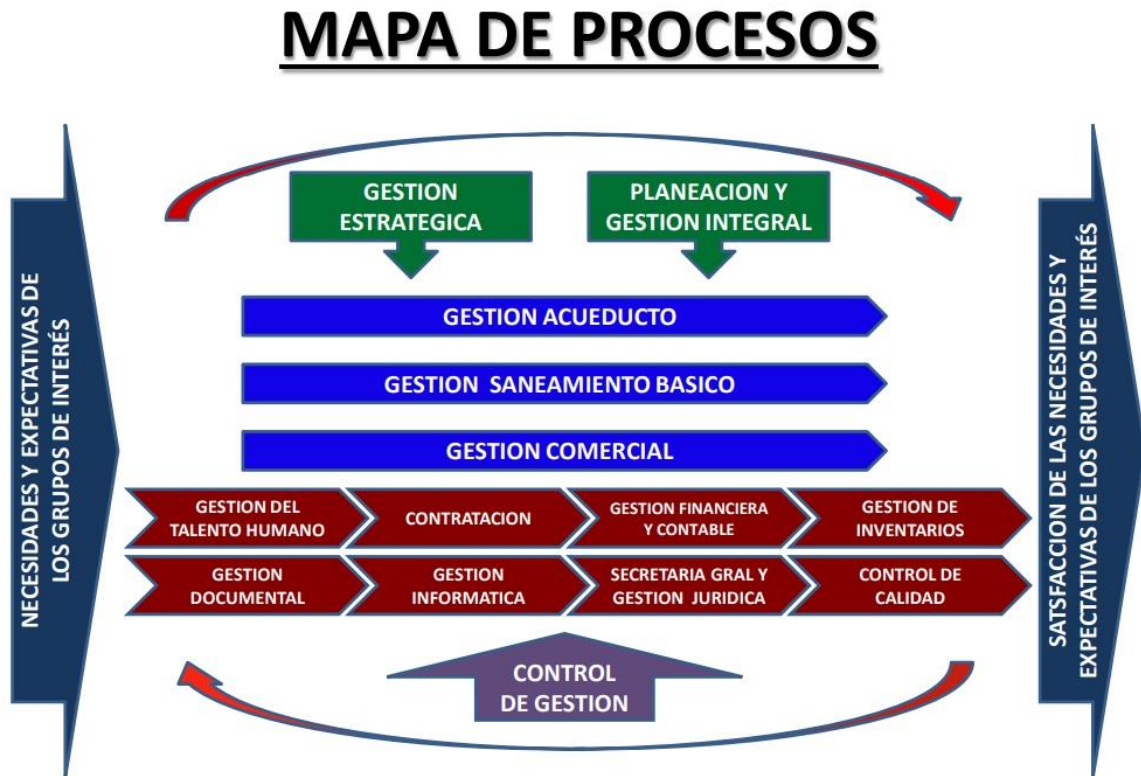 MAPA DE PROCESOS
NECESIDADES Y EXPECTATIVAS DE
LOS GRUPOS DE INTERÉS
GESTION
ESTRATEGICA
PLANEACION Y
GESTION INTEGRAL
GESTION ACUEDUCTO
GESTION SANEAMIENTO BASICO
GESTION COMERCIAL
GESTION DEL
TALENTO HUMANO
CONTRATACION
GESTION FINANCIERA
Y CONTABLE
GESTION DE
INVENTARIOS
GESTION
DOCUMENTAL
GESTION
INFORMATICA
SECRETARIA GRAL Y
GESTION JURIDICA
CONTROL DE
CALIDAD
CONTROL
DE GESTION
SATSFACCION DE LAS NECESIDADES Y
EXPECTATIVAS DE LOS GRUPOS DE INTERÉS